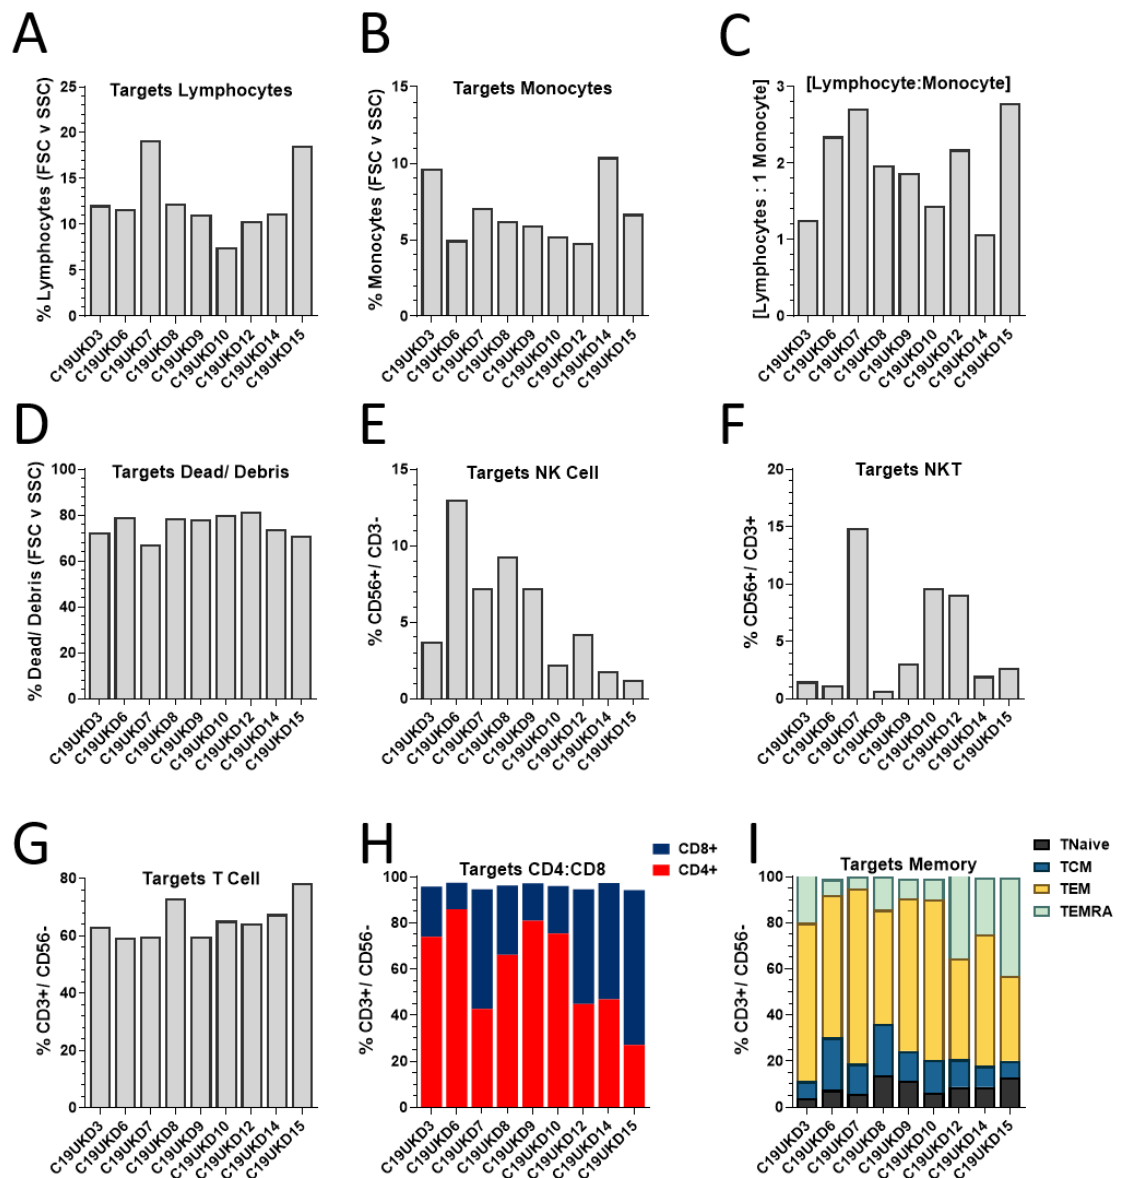 A
Targets Lymphocytes
% Lymphocytes (FSC v SSC)
25
20
15
10
5
0
C19UKD3
C19UKD6
C19UKD7
C19UKD8
C19UKD9
C19UKD10
C19UKD12
C19UKD14
C19UKD15
B
Targets Monocytes
% Monocytes (FSC v SSC)
15
10
5
0
C19UKD3
C19UKD6
C19UKD7
C19UKD8
C19UKD9
C19UKD10
C19UKD12
C19UKD14
C19UKD15
C
[Lymphocyte:Monocyte]
[Lymphocytes : 1 Monocyte]
3
2
1
0
C19UKD3
C19UKD6
C19UKD7
C19UKD8
C19UKD9
C19UKD10
C19UKD12
C19UKD14
C19UKD15
D
Targets Dead/ Debris
% Dead/ Debris (FSC v SSC)
100
80
60
40
20
0
C19UKD3
C19UKD6
C19UKD7
C19UKD8
C19UKD9
C19UKD10
C19UKD12
C19UKD14
C19UKD15
E
Targets NK Cell
% CD56+/ CD3-
15
10
5
0
C19UKD3
C19UKD6
C19UKD7
C19UKD8
C19UKD9
C19UKD10
C19UKD12
C19UKD14
C19UKD15
F
Targets NKT
% CD56+/ CD3+
20
15
10
5
0
C19UKD3
C19UKD6
C19UKD7
C19UKD8
C19UKD9
C19UKD10
C19UKD12
C19UKD14
C19UKD15
G
Targets T Cell
% CD3+/ CD56-
80
60
40
20
0
C19UKD3
C19UKD6
C19UKD7
C19UKD8
C19UKD9
C19UKD10
C19UKD12
C19UKD14
C19UKD15
H
Targets CD4:CD8
CD8+
CD4+
% CD3+/ CD56-
100
80
60
40
20
0
C19UKD3
C19UKD6
C19UKD7
C19UKD8
C19UKD9
C19UKD10
C19UKD12
C19UKD14
C19UKD15
I
Targets Memory
TNaive
TCM
TEM
TEMRA
% CD3+/ CD56-
100
80
60
40
20
0
C19UKD3
C19UKD6
C19UKD7
C19UKD8
C19UKD9
C19UKD10
C19UKD12
C19UKD14
C19UKD15